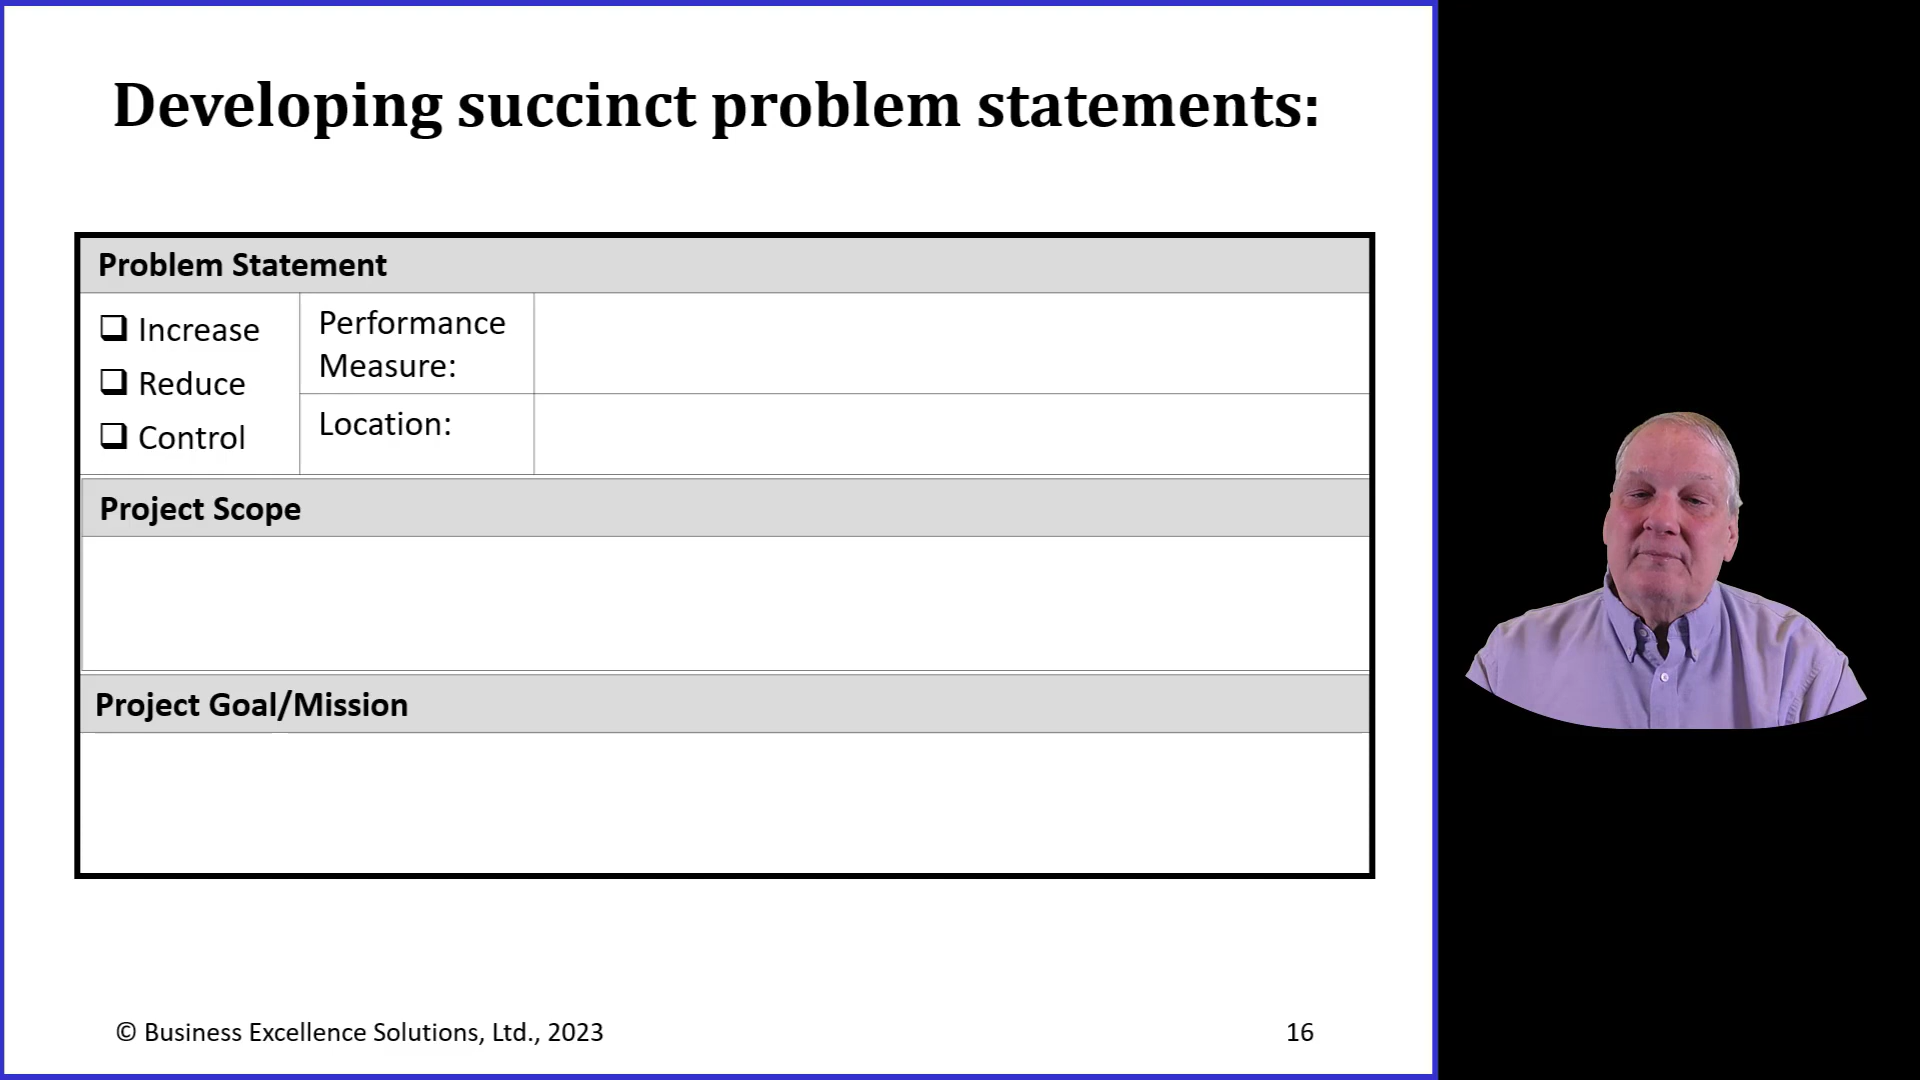 Developing succinct problem statements:
Problem Statement
❑ Increase
❑ Reduce
❑ Control
Performance
Measure:
Location:
Project Scope
Project Goal/Mission
© Business Excellence Solutions, Ltd., 2023
16